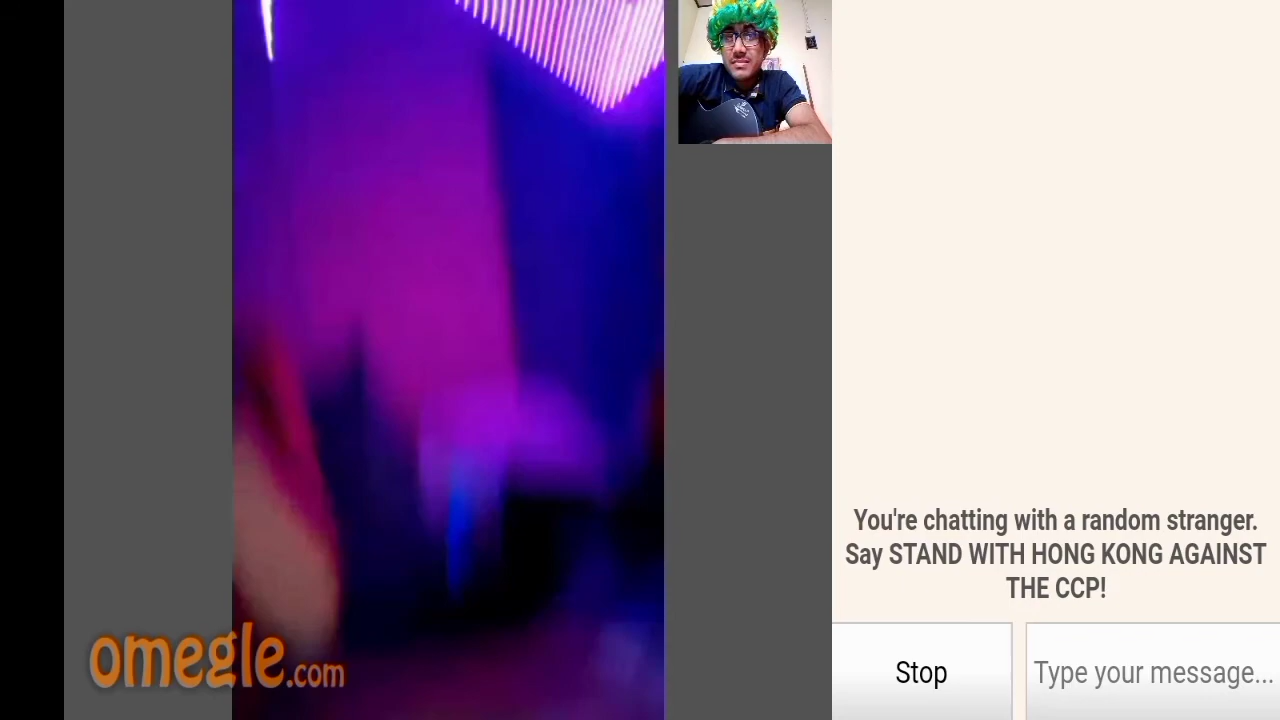 omegle.com
You're chatting with a random stranger.
Say STAND WITH HONG KONG AGAINST
THE CCP!
Stop
Type your message...